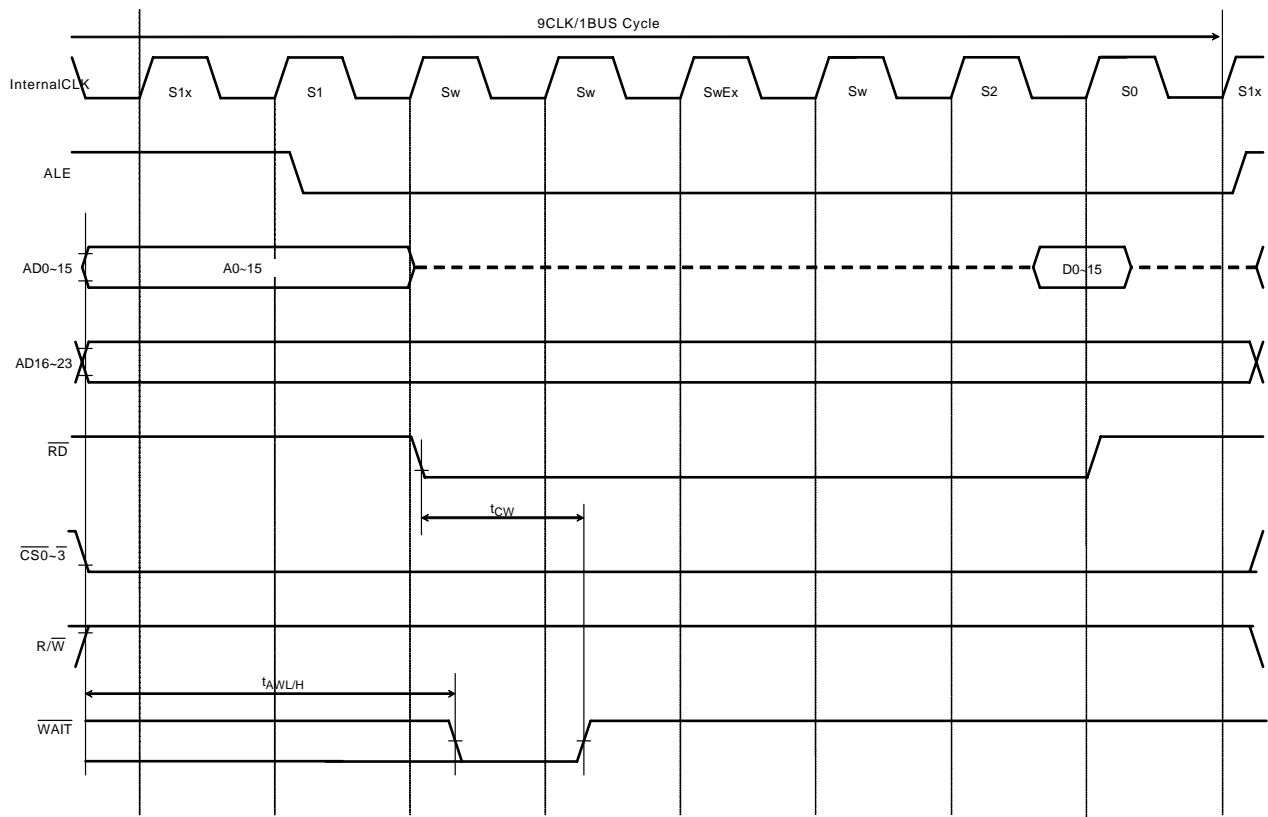 9CLK/1BUS Cycle
InternalCLK
S1x S1 Sw Sw SwEx Sw S2 S0 S1x
ALE
AD0~15 A0~15 D0~15
AD16~23
RD
tCW
CS0~3
R/W
tAWL/H
WAIT